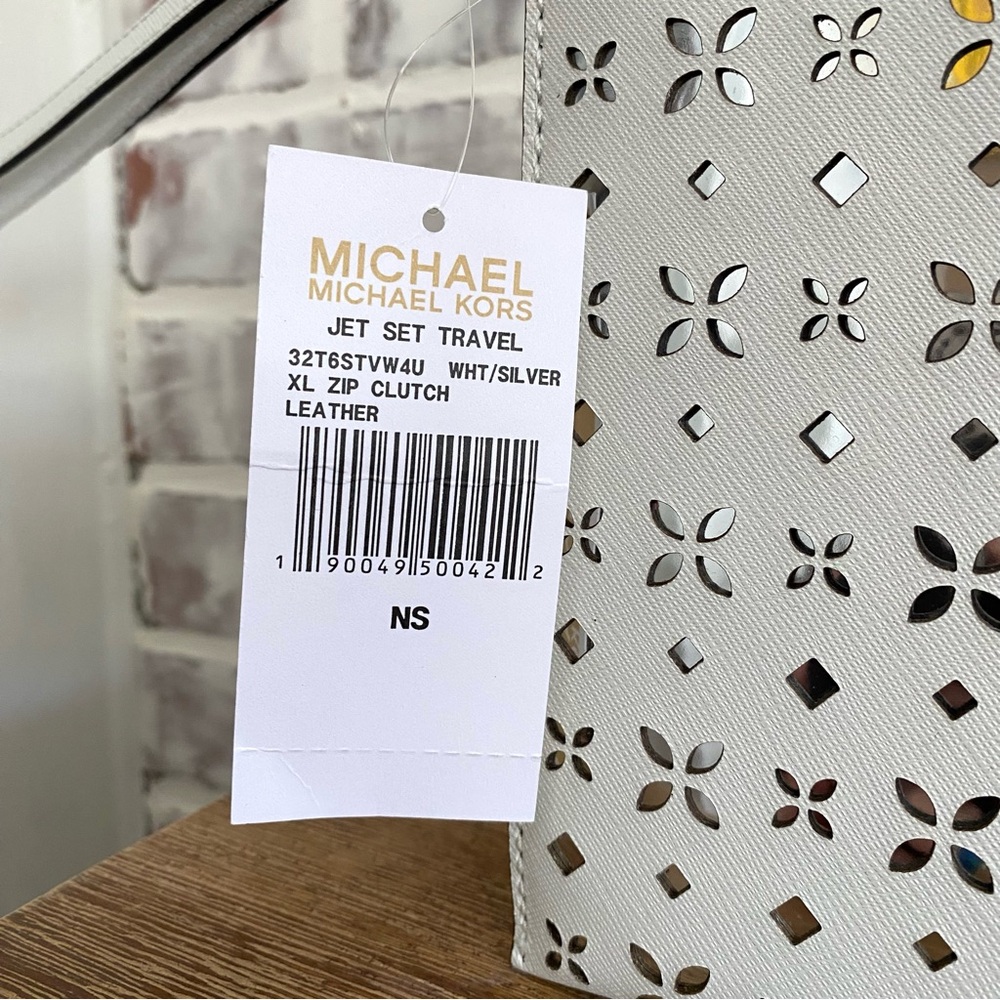 MICHAEL
MICHAEL KORS
JET SET TRAVEL
32T6STVW4U WHT/SILVER
XL ZIP CLUTCH
LEATHER
1 90049 50042 2
NS